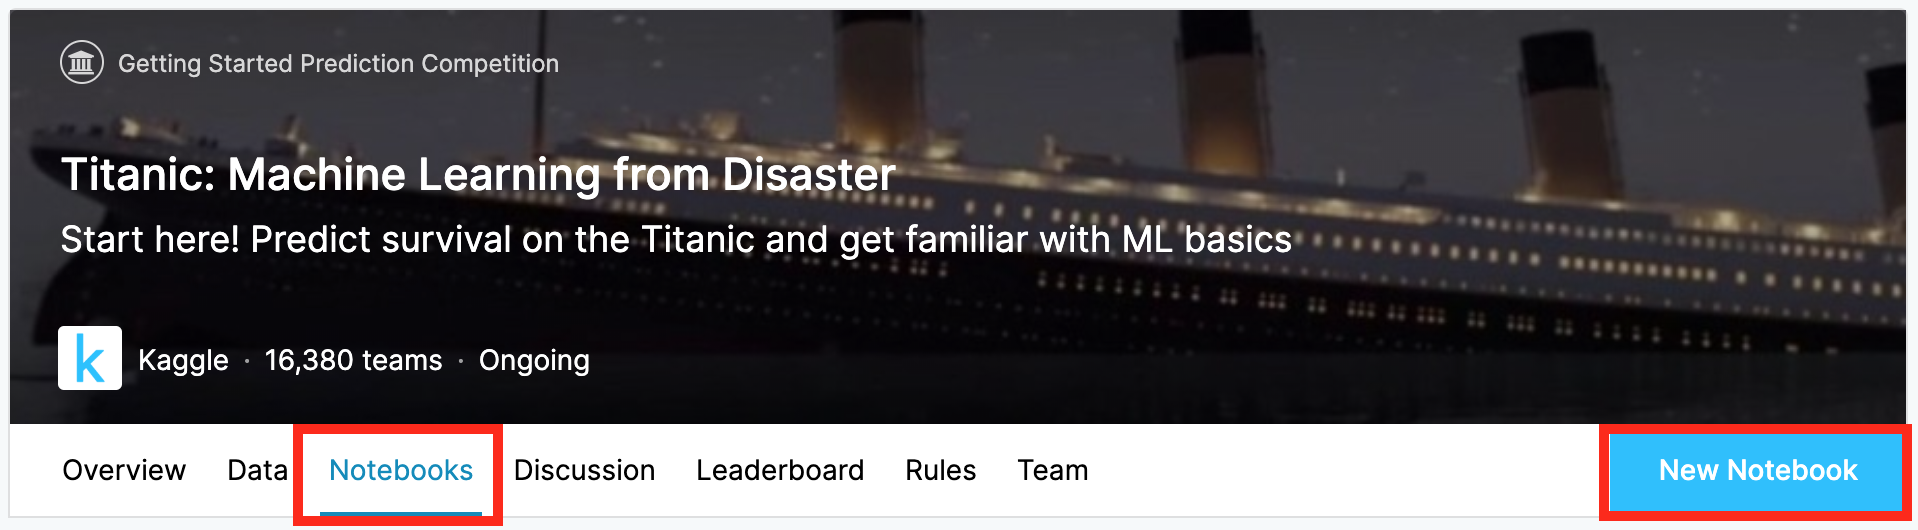 Getting Started Prediction Competition
Titanic: Machine Learning from Disaster
Start here! Predict survival on the Titanic and get familiar with ML basics
k Kaggle · 16,380 teams · Ongoing
Overview Data Notebooks Discussion Leaderboard Rules Team New Notebook